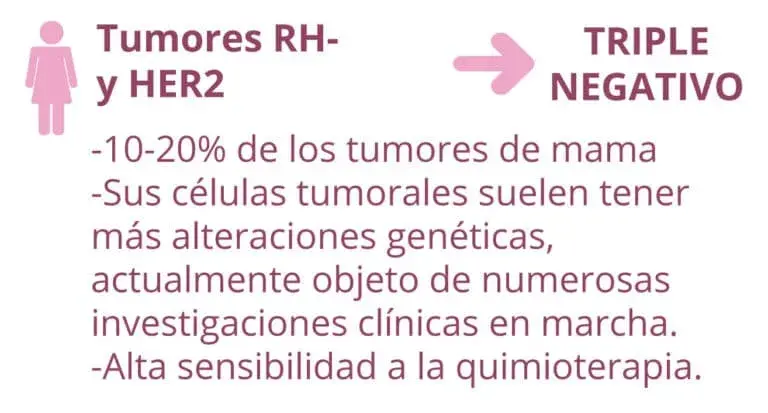 Tumores RH-
y HER2
TRIPLE
NEGATIVO
-10-20% de los tumores de mama
-Sus células tumorales suelen tener
más alteraciones genéticas,
actualmente objeto de numerosas
investigaciones clínicas en marcha.
-Alta sensibilidad a la quimioterapia.